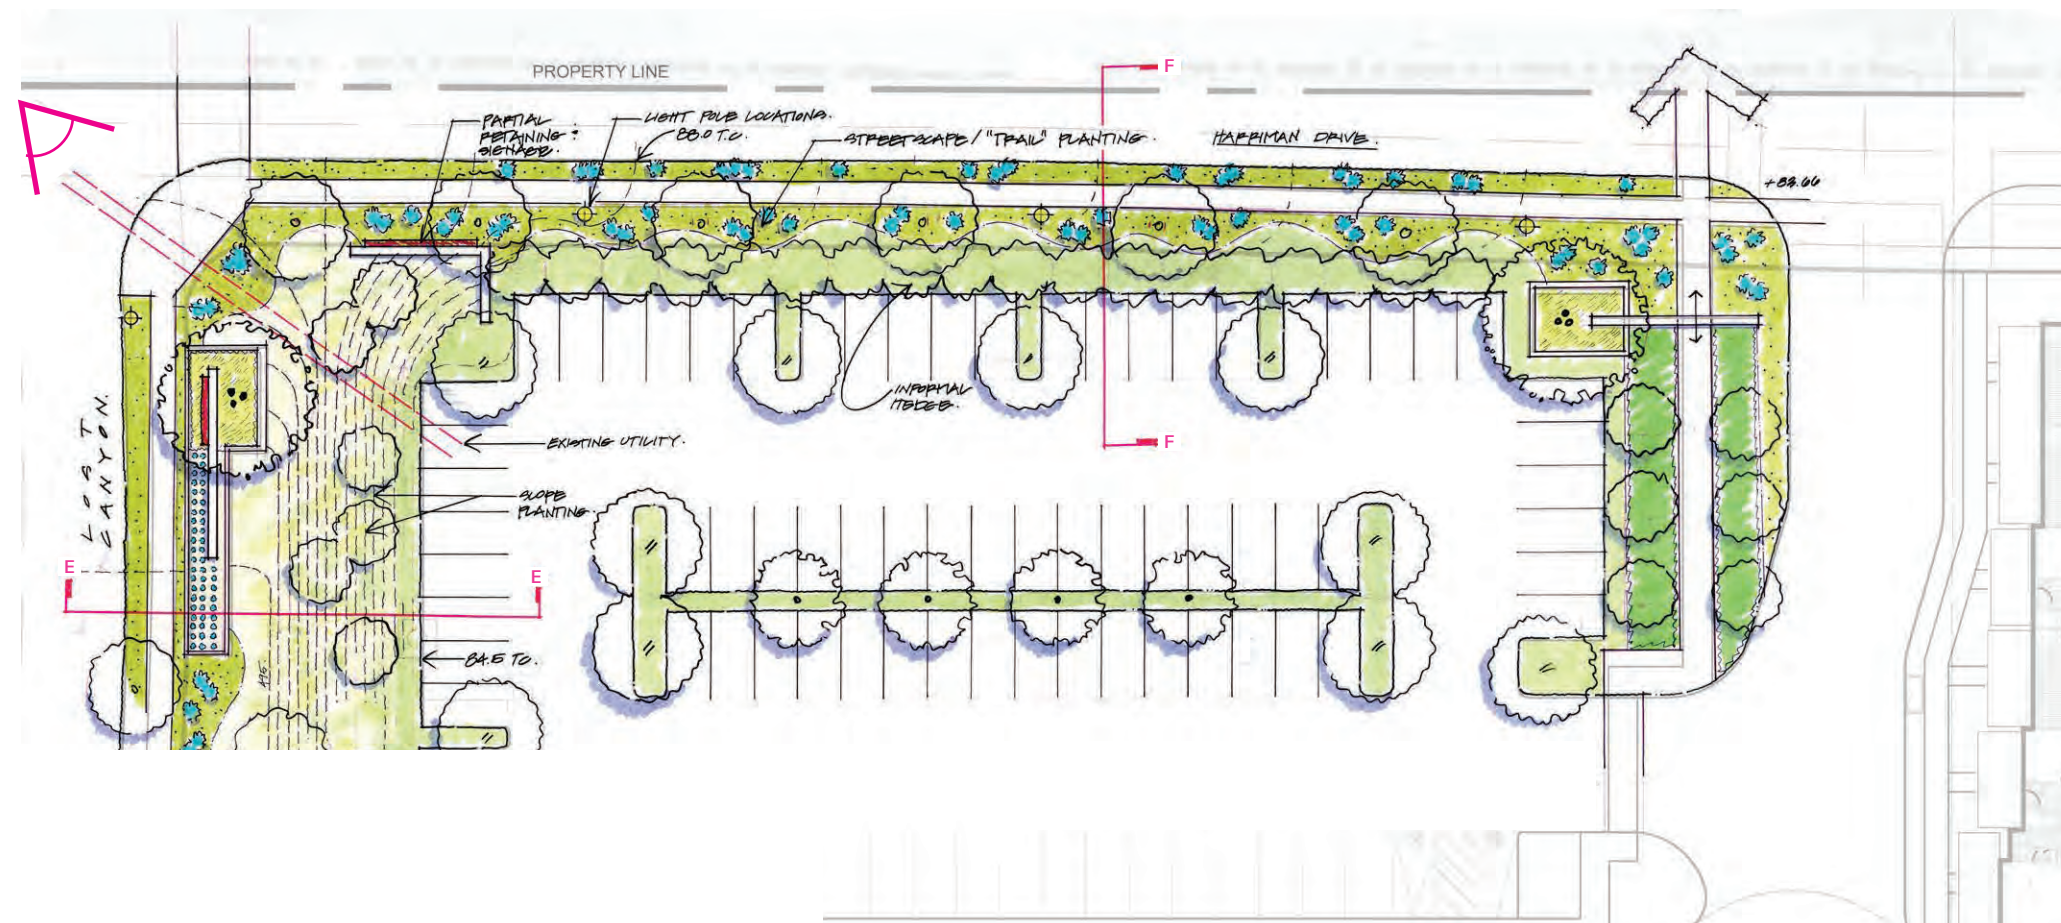 PROPERTY LINE
F
PARTIAL
RETAINING :
SIGNAGE.
LIGHT POLE LOCATIONS.
88.0 T.C.
STREETSCAPE / "TRAIL" PLANTING.
HARRIMAN DRIVE.
+83.66
INFORMAL
HEDGE.
F
EXISTING UTILITY.
LOST
CANYON.
SLOPE
PLANTING.
E
E
84.5 TC.